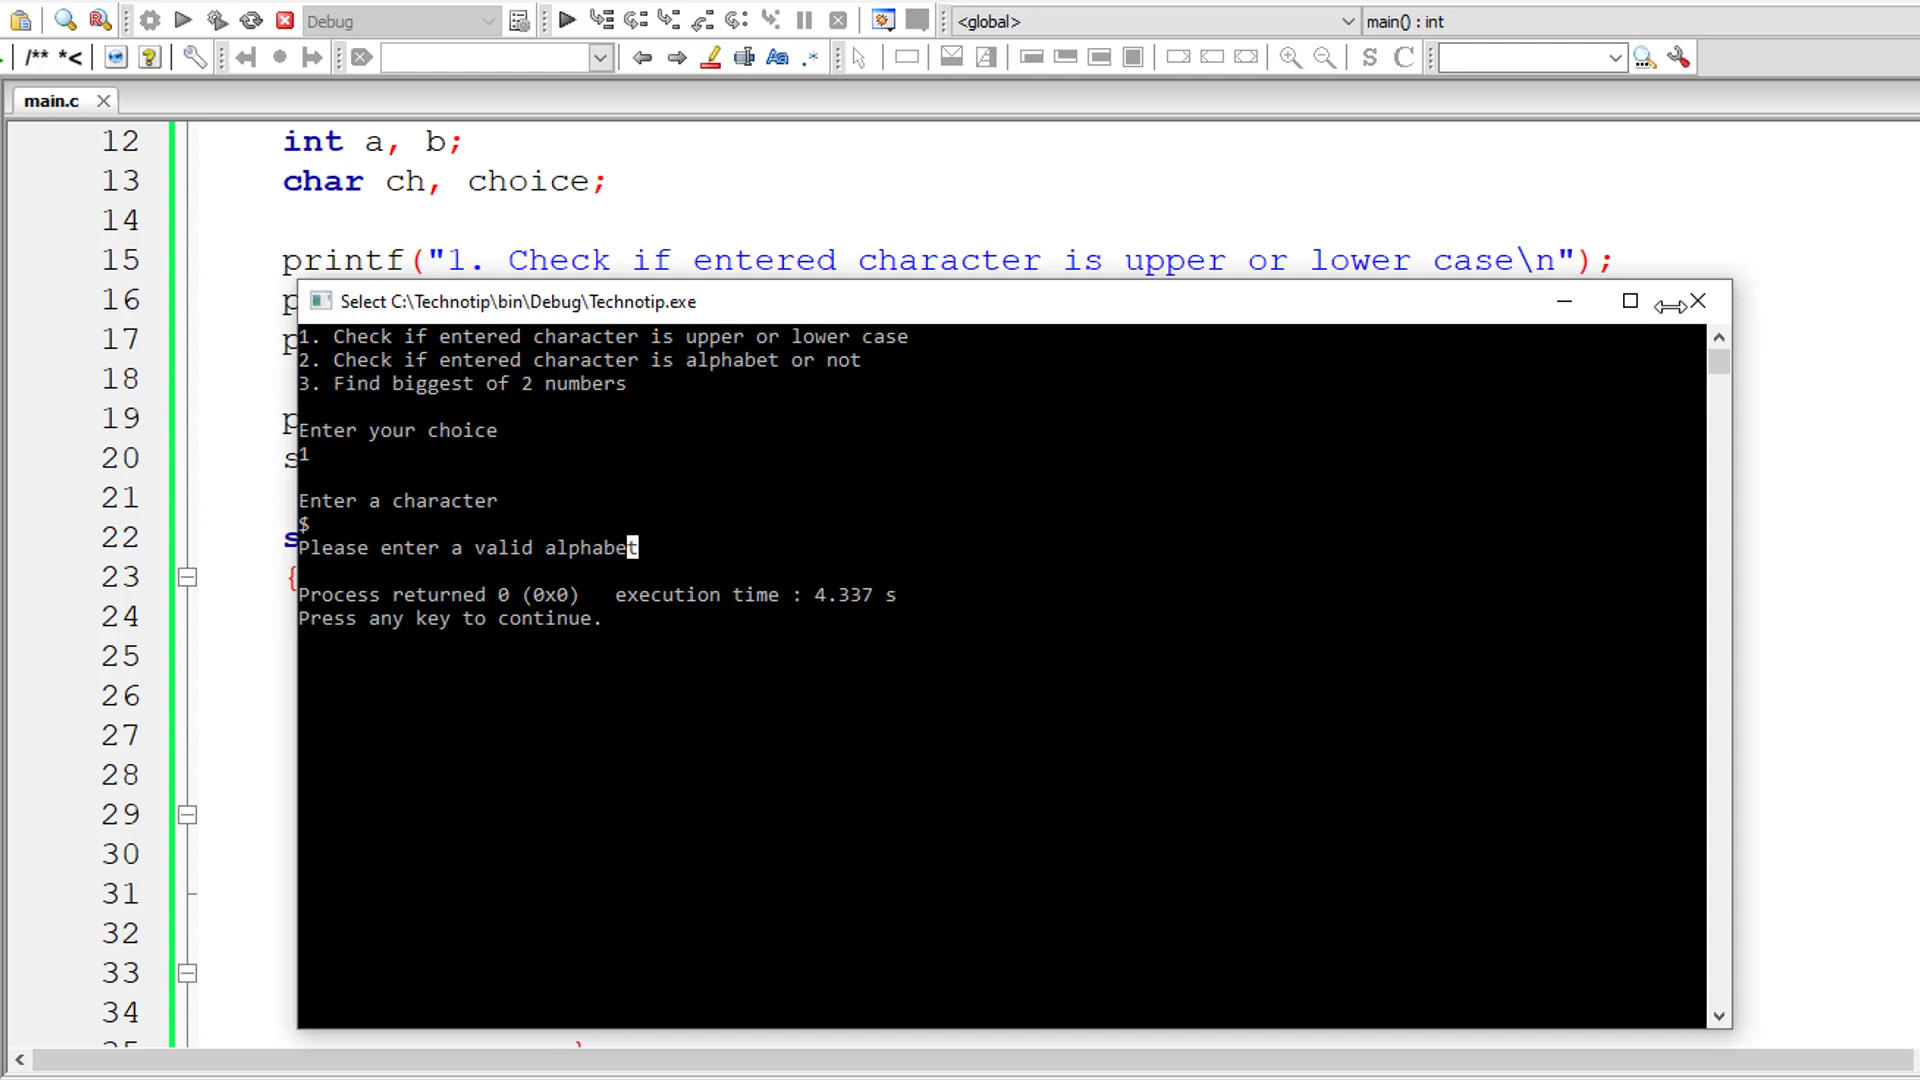 Debug
<global>
main() : int
/** *<
Aa .*
S C
main.c
12 int a, b;
13 char ch, choice;
14
15 printf("1. Check if entered character is upper or lower case\n");
16 p
17 p
18
19 p
20 s
21
22 s
23 {
24
25
26
27
28
29
30
31
32
33
34
35 }
Select C:\Technotip\bin\Debug\Technotip.exe
1. Check if entered character is upper or lower case
2. Check if entered character is alphabet or not
3. Find biggest of 2 numbers
Enter your choice
1
Enter a character
$
Please enter a valid alphabet
Process returned 0 (0x0) execution time : 4.337 s
Press any key to continue.